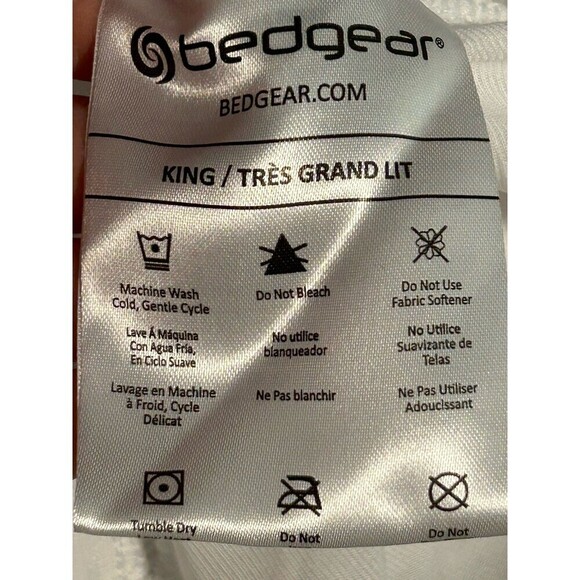 bedgear®
BEDGEAR.COM
KING / TRÈS GRAND LIT
Machine Wash
Cold, Gentle Cycle
Do Not Bleach
Do Not Use
Fabric Softener
Lave Á Máquina
Con Agua Fría,
En Ciclo Suave
No utilice
blanqueador
No Utilice
Suavizante de
Telas
Lavage en Machine
à Froid, Cycle
Délicat
Ne Pas blanchir
Ne Pas Utiliser
Adoucissant
Tumble Dry
Do Not
Do Not